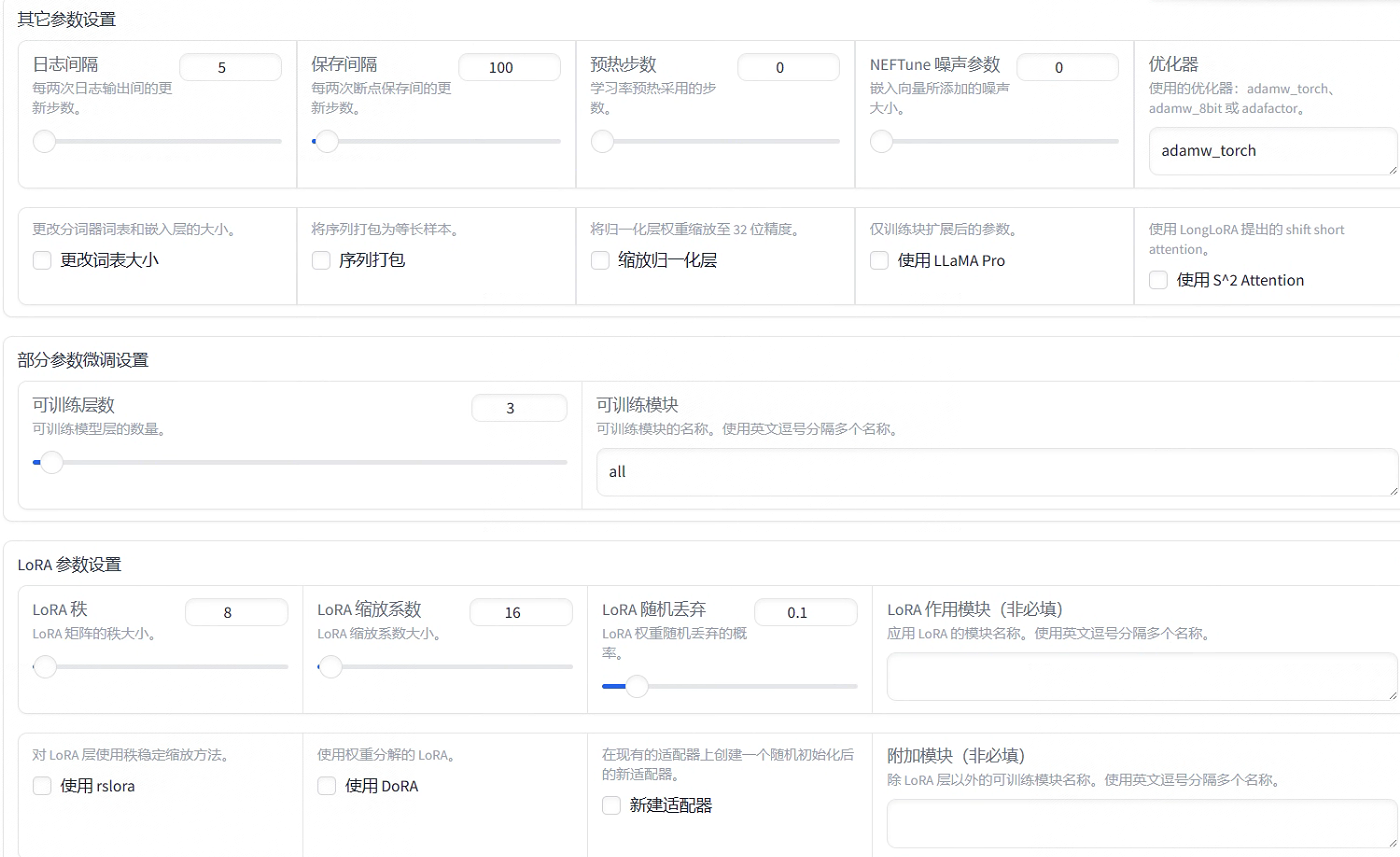 其它参数设置
日志间隔
5
每两次日志输出间的更
新步数。
保存间隔
100
每两次断点保存间的更
新步数。
预热步数
0
学习率预热采用的步
数。
NEFTune 噪声参数
0
嵌入向量所添加的噪声
大小。
优化器
使用的优化器：adamw_torch、
adamw_8bit 或 adafactor。
adamw_torch
更改分词器词表和嵌入层的大小。
更改词表大小
将序列打包为等长样本。
序列打包
将归一化层权重缩放至 32 位精度。
缩放归一化层
仅训练块扩展后的参数。
使用 LLaMA Pro
使用 LongLoRA 提出的 shift short
attention。
使用 S^2 Attention
部分参数微调设置
可训练层数
3
可训练模型层的数量。
可训练模块
可训练模块的名称。使用英文逗号分隔多个名称。
all
LoRA 参数设置
LoRA 秩
8
LoRA 矩阵的秩大小。
LoRA 缩放系数
16
LoRA 缩放系数大小。
LoRA 随机丢弃
0.1
LoRA 权重随机丢弃的概
率。
LoRA 作用模块（非必填）
应用 LoRA 的模块名称。使用英文逗号分隔多个名称。
对 LoRA 层使用秩稳定缩放方法。
使用 rslora
使用权重分解的 LoRA。
使用 DoRA
在现有的适配器上创建一个随机初始化后
的新适配器。
新建适配器
附加模块（非必填）
除 LoRA 层以外的可训练模块名称。使用英文逗号分隔多个名称。